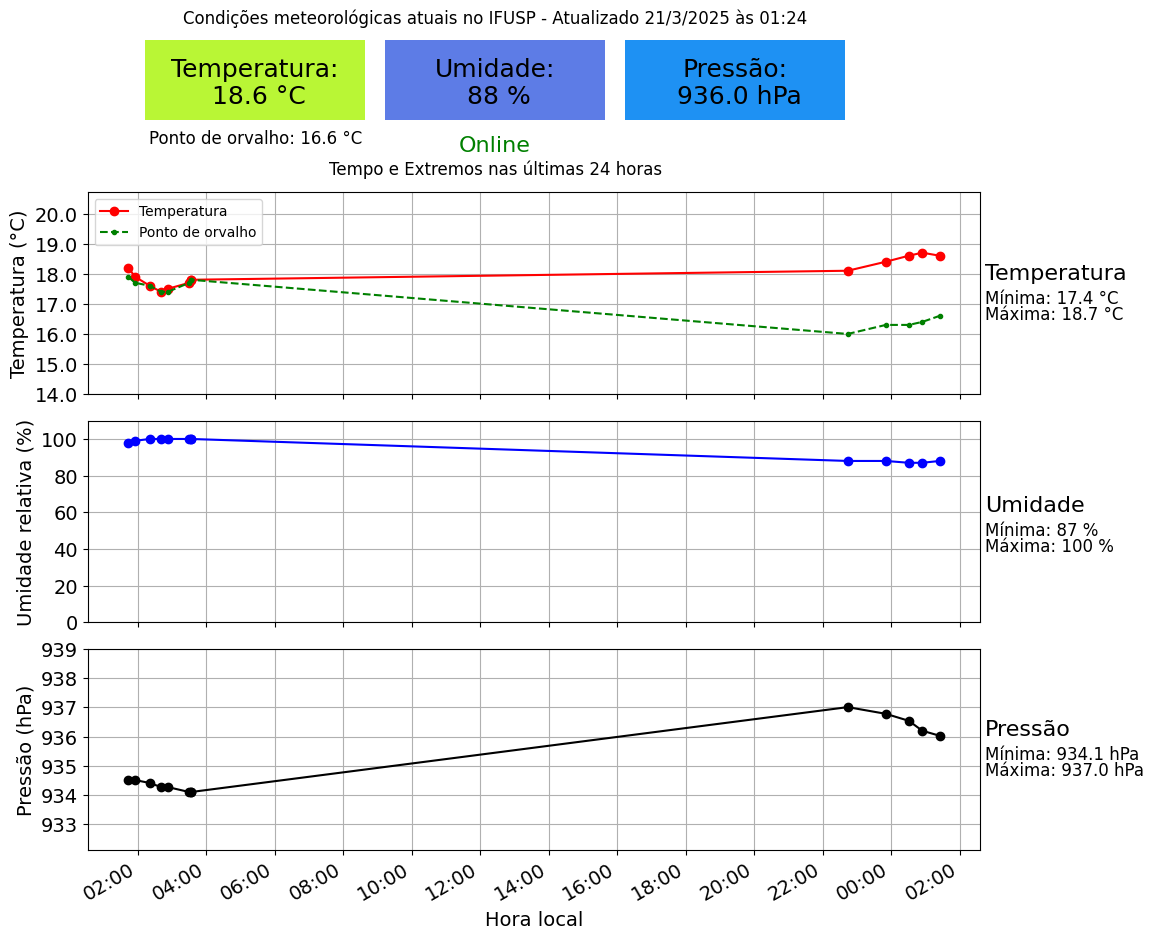 Condições meteorológicas atuais no IFUSP - Atualizado 21/3/2025 às 01:24
Temperatura:
18.6 °C
Umidade:
88 %
Pressão:
936.0 hPa
Ponto de orvalho: 16.6 °C
Online
Tempo e Extremos nas últimas 24 horas
Temperatura (°C)
20.0
19.0
18.0
17.0
16.0
15.0
14.0
Temperatura
Ponto de orvalho
Temperatura
Mínima: 17.4 °C
Máxima: 18.7 °C
Umidade relativa (%)
100
80
60
40
20
0
Umidade
Mínima: 87 %
Máxima: 100 %
Pressão (hPa)
939
938
937
936
935
934
933
Pressão
Mínima: 934.1 hPa
Máxima: 937.0 hPa
02:00 04:00 06:00 08:00 10:00 12:00 14:00 16:00 18:00 20:00 22:00 00:00 02:00
Hora local